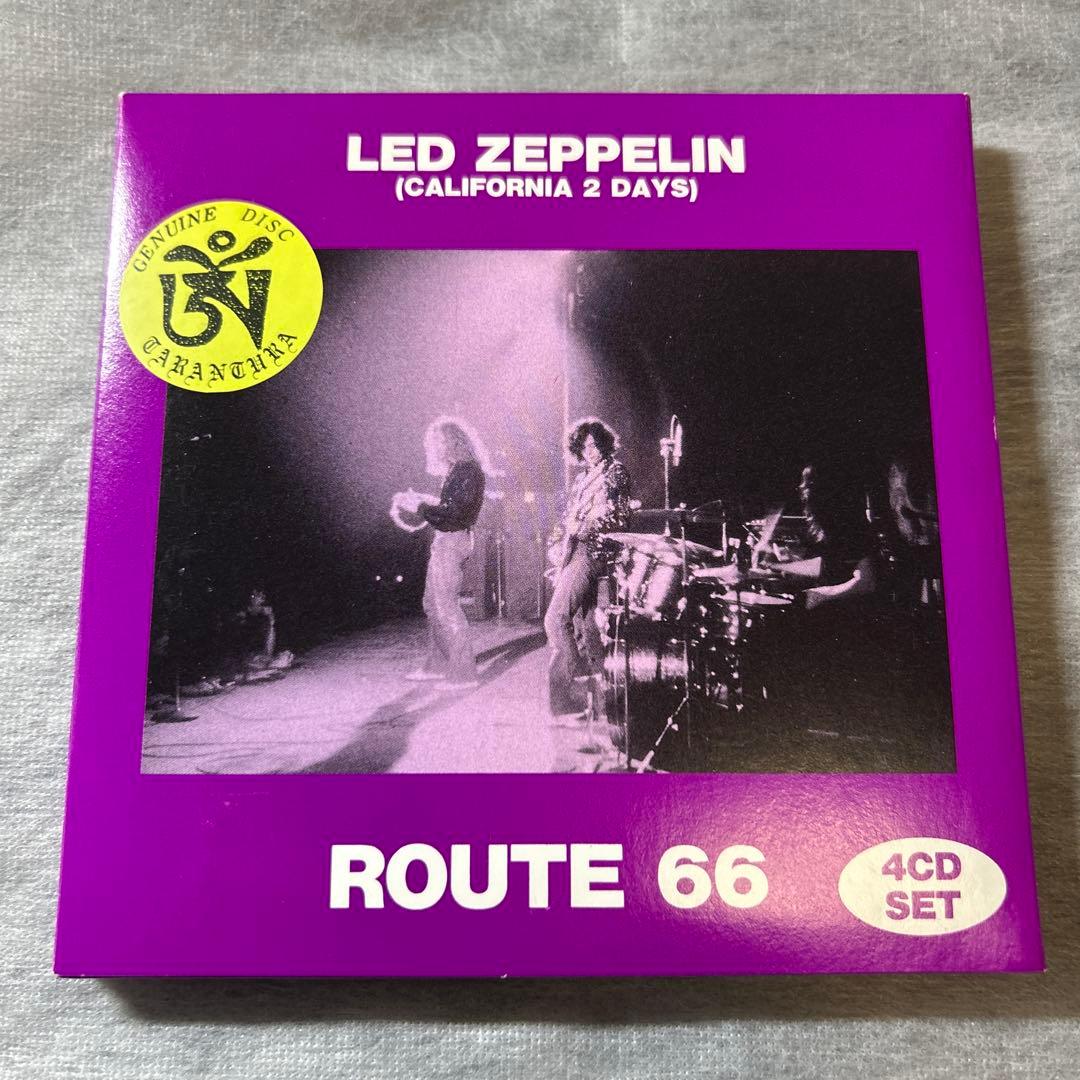 LED ZEPPELIN
(CALIFORNIA 2 DAYS)
GENUINE DISC
TARANTURA
ROUTE 66
4CD
SET